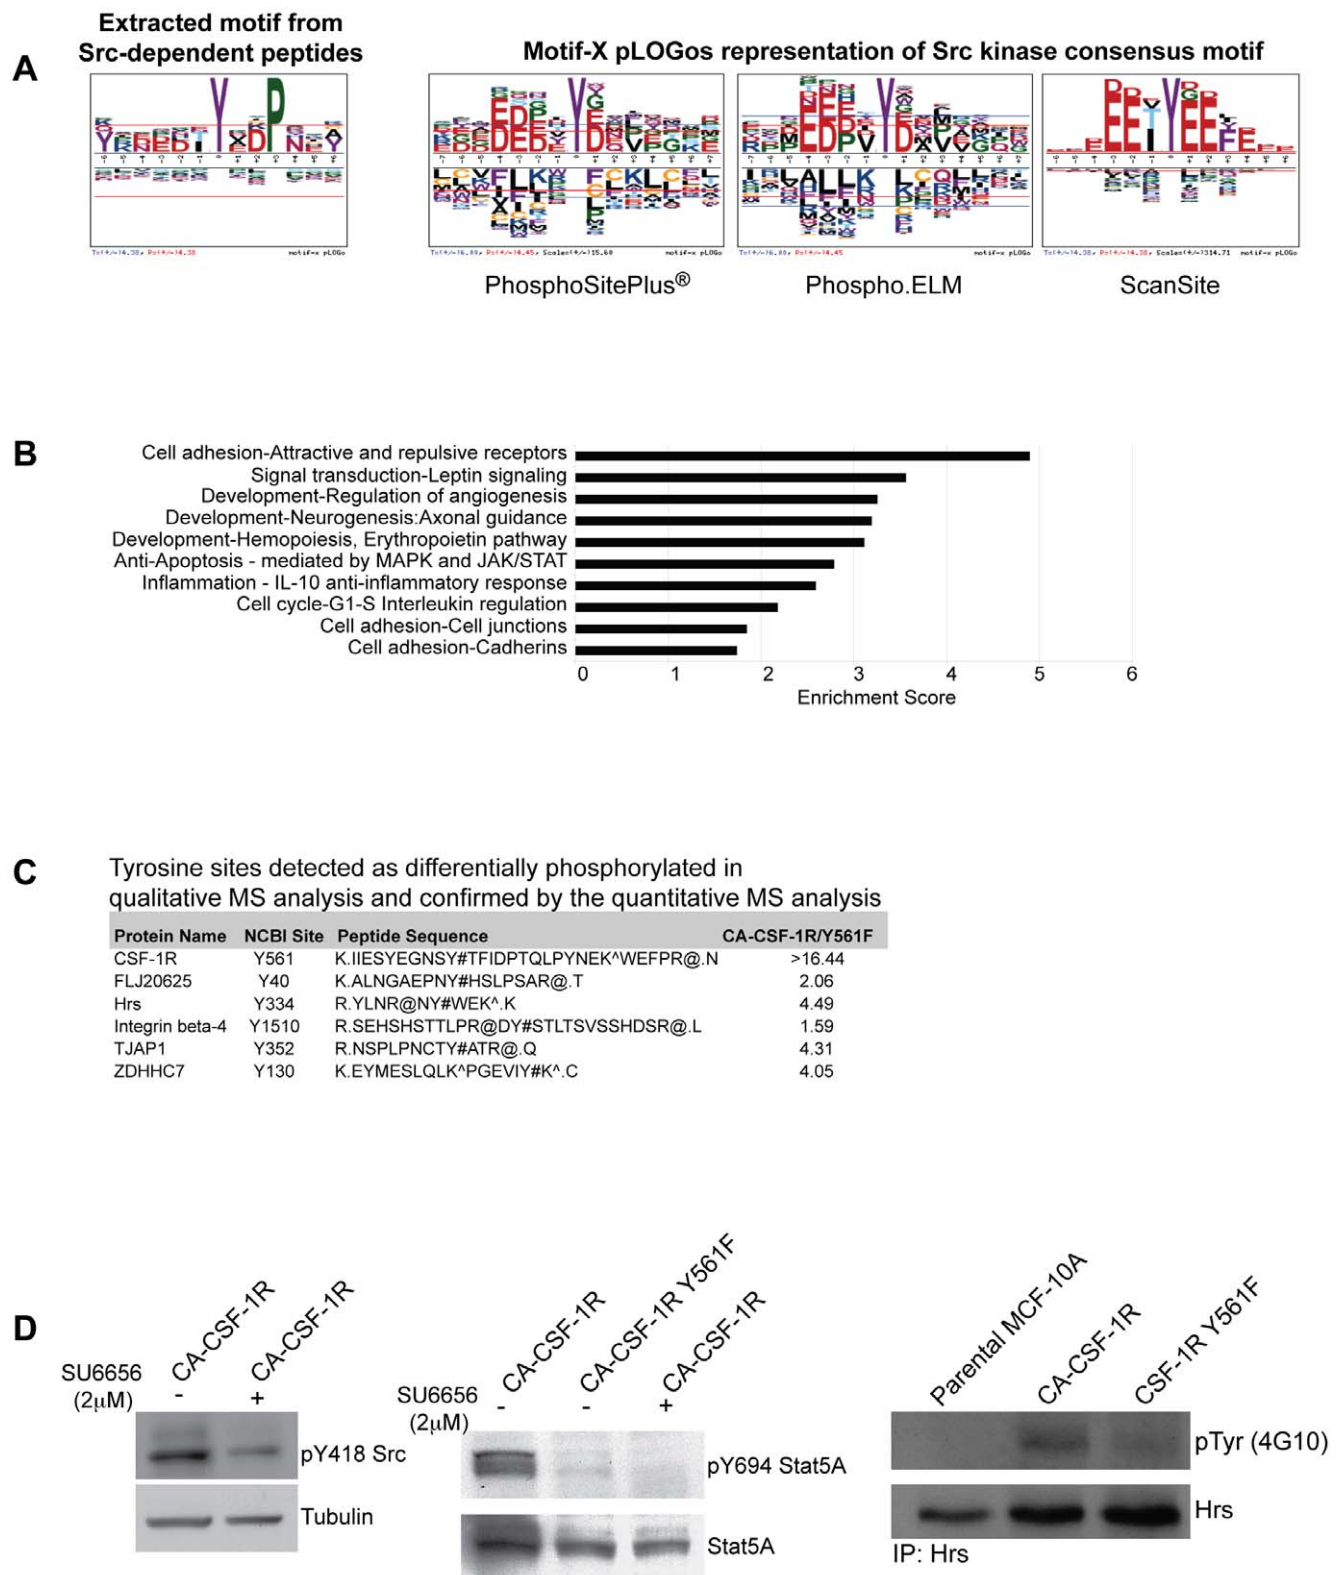 A
Extracted motif from
Src-dependent peptides
Motif-X pLOGos representation of Src kinase consensus motif
motif-x pLOGo
motif-x pLOGo
motif-x pLOGo
motif-x pLOGo
PhosphoSitePlus®
Phospho.ELM
ScanSite
B
Cell adhesion-Attractive and repulsive receptors
Signal transduction-Leptin signaling
Development-Regulation of angiogenesis
Development-Neurogenesis:Axonal guidance
Development-Hemopoiesis, Erythropoietin pathway
Anti-Apoptosis - mediated by MAPK and JAK/STAT
Inflammation - IL-10 anti-inflammatory response
Cell cycle-G1-S Interleukin regulation
Cell adhesion-Cell junctions
Cell adhesion-Cadherins
0 1 2 3 4 5 6
Enrichment Score
C
Tyrosine sites detected as differentially phosphorylated in
qualitative MS analysis and confirmed by the quantitative MS analysis
Protein Name NCBI Site Peptide Sequence CA-CSF-1R/Y561F
CSF-1R Y561 K.IIESYEGNSY#TFIDPTQLPYNEK^WEFPR@.N >16.44
FLJ20625 Y40 K.ALNGAEPNY#HSLPSAR@.T 2.06
Hrs Y334 R.YLNR@NY#WEK^.K 4.49
Integrin beta-4 Y1510 R.SEHSHSTTLPR@DY#STLTSVSSHDSR@.L 1.59
TJAP1 Y352 R.NSPLPNCTY#ATR@.Q 4.31
ZDHHC7 Y130 K.EYMESLQLK^PGEVIY#K^.C 4.05
D
CA-CSF-1R
CA-CSF-1R
SU6656
(2µM)
- +
pY418 Src
Tubulin
CA-CSF-1R
CA-CSF-1R Y561F
CA-CSF-1R
SU6656
(2µM)
- - +
pY694 Stat5A
Stat5A
Parental MCF-10A
CA-CSF-1R
CSF-1R Y561F
pTyr (4G10)
Hrs
IP: Hrs